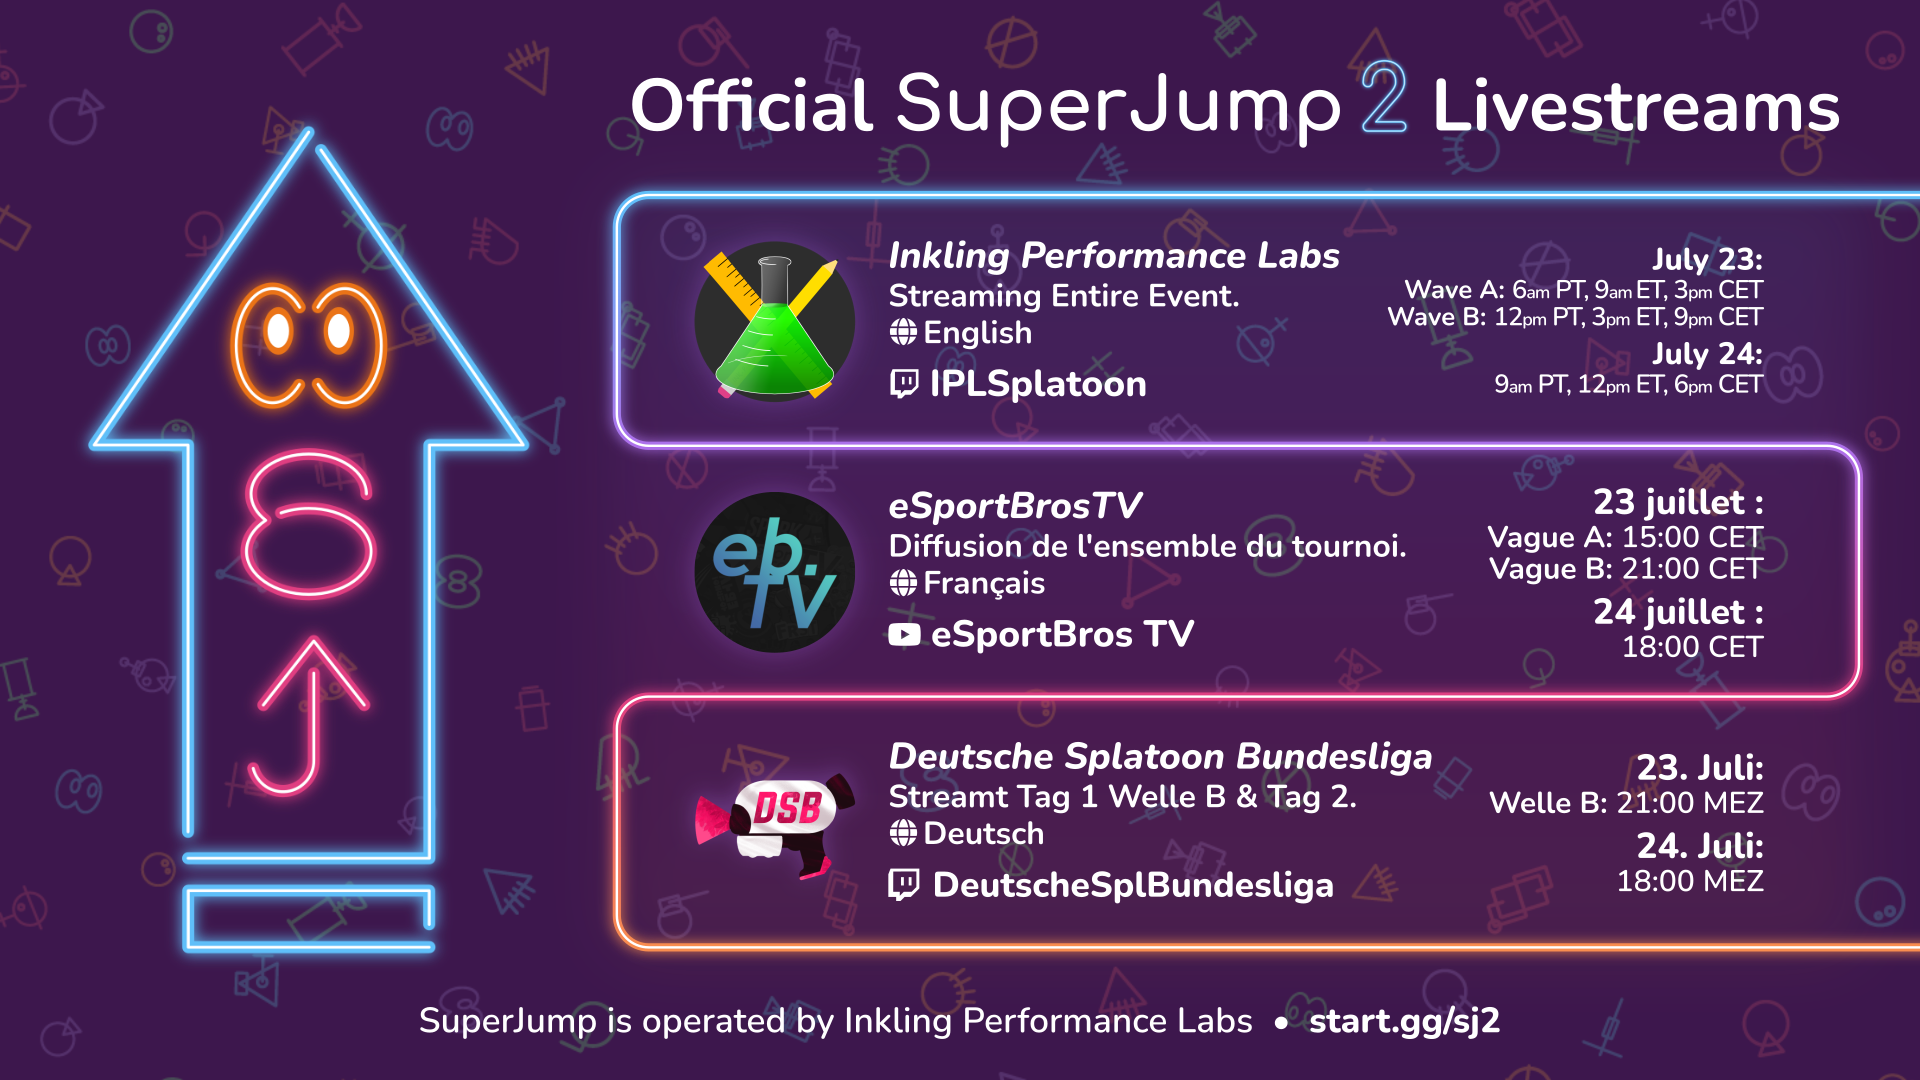 Official SuperJump 2 Livestreams
Inkling Performance Labs
Streaming Entire Event.
English
IPLSplatoon
July 23:
Wave A: 6am PT, 9am ET, 3pm CET
Wave B: 12pm PT, 3pm ET, 9pm CET
July 24:
9am PT, 12pm ET, 6pm CET
eb.
TV
eSportBrosTV
Diffusion de l'ensemble du tournoi.
Français
eSportBros TV
23 juillet :
Vague A: 15:00 CET
Vague B: 21:00 CET
24 juillet :
18:00 CET
DSB
Deutsche Splatoon Bundesliga
Streamt Tag 1 Welle B & Tag 2.
Deutsch
DeutscheSplBundesliga
23. Juli:
Welle B: 21:00 MEZ
24. Juli:
18:00 MEZ
SuperJump is operated by Inkling Performance Labs • start.gg/sj2